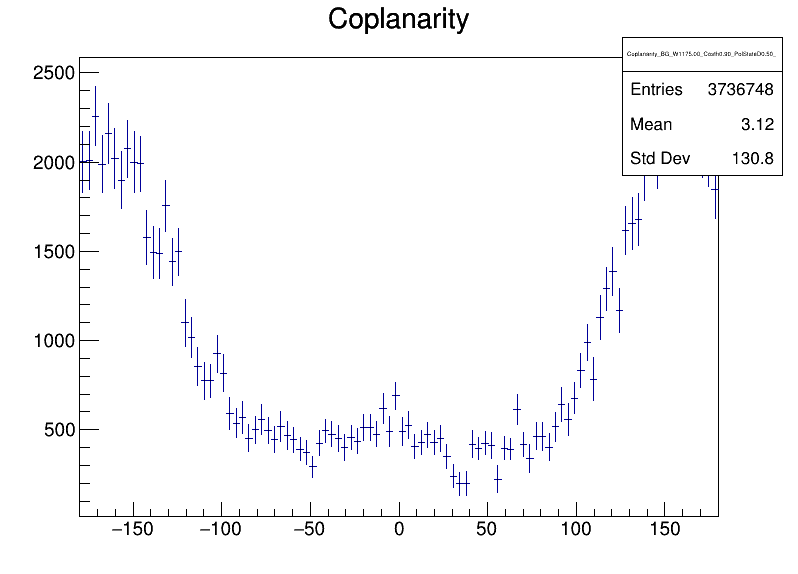 Coplanarity
Coplanarity_BG_W1175.00_Costh0.90_PolStateD0.50_
Entries 3736748
Mean 3.12
Std Dev 130.8
2500
2000
1500
1000
500
−150 −100 −50 0 50 100 150